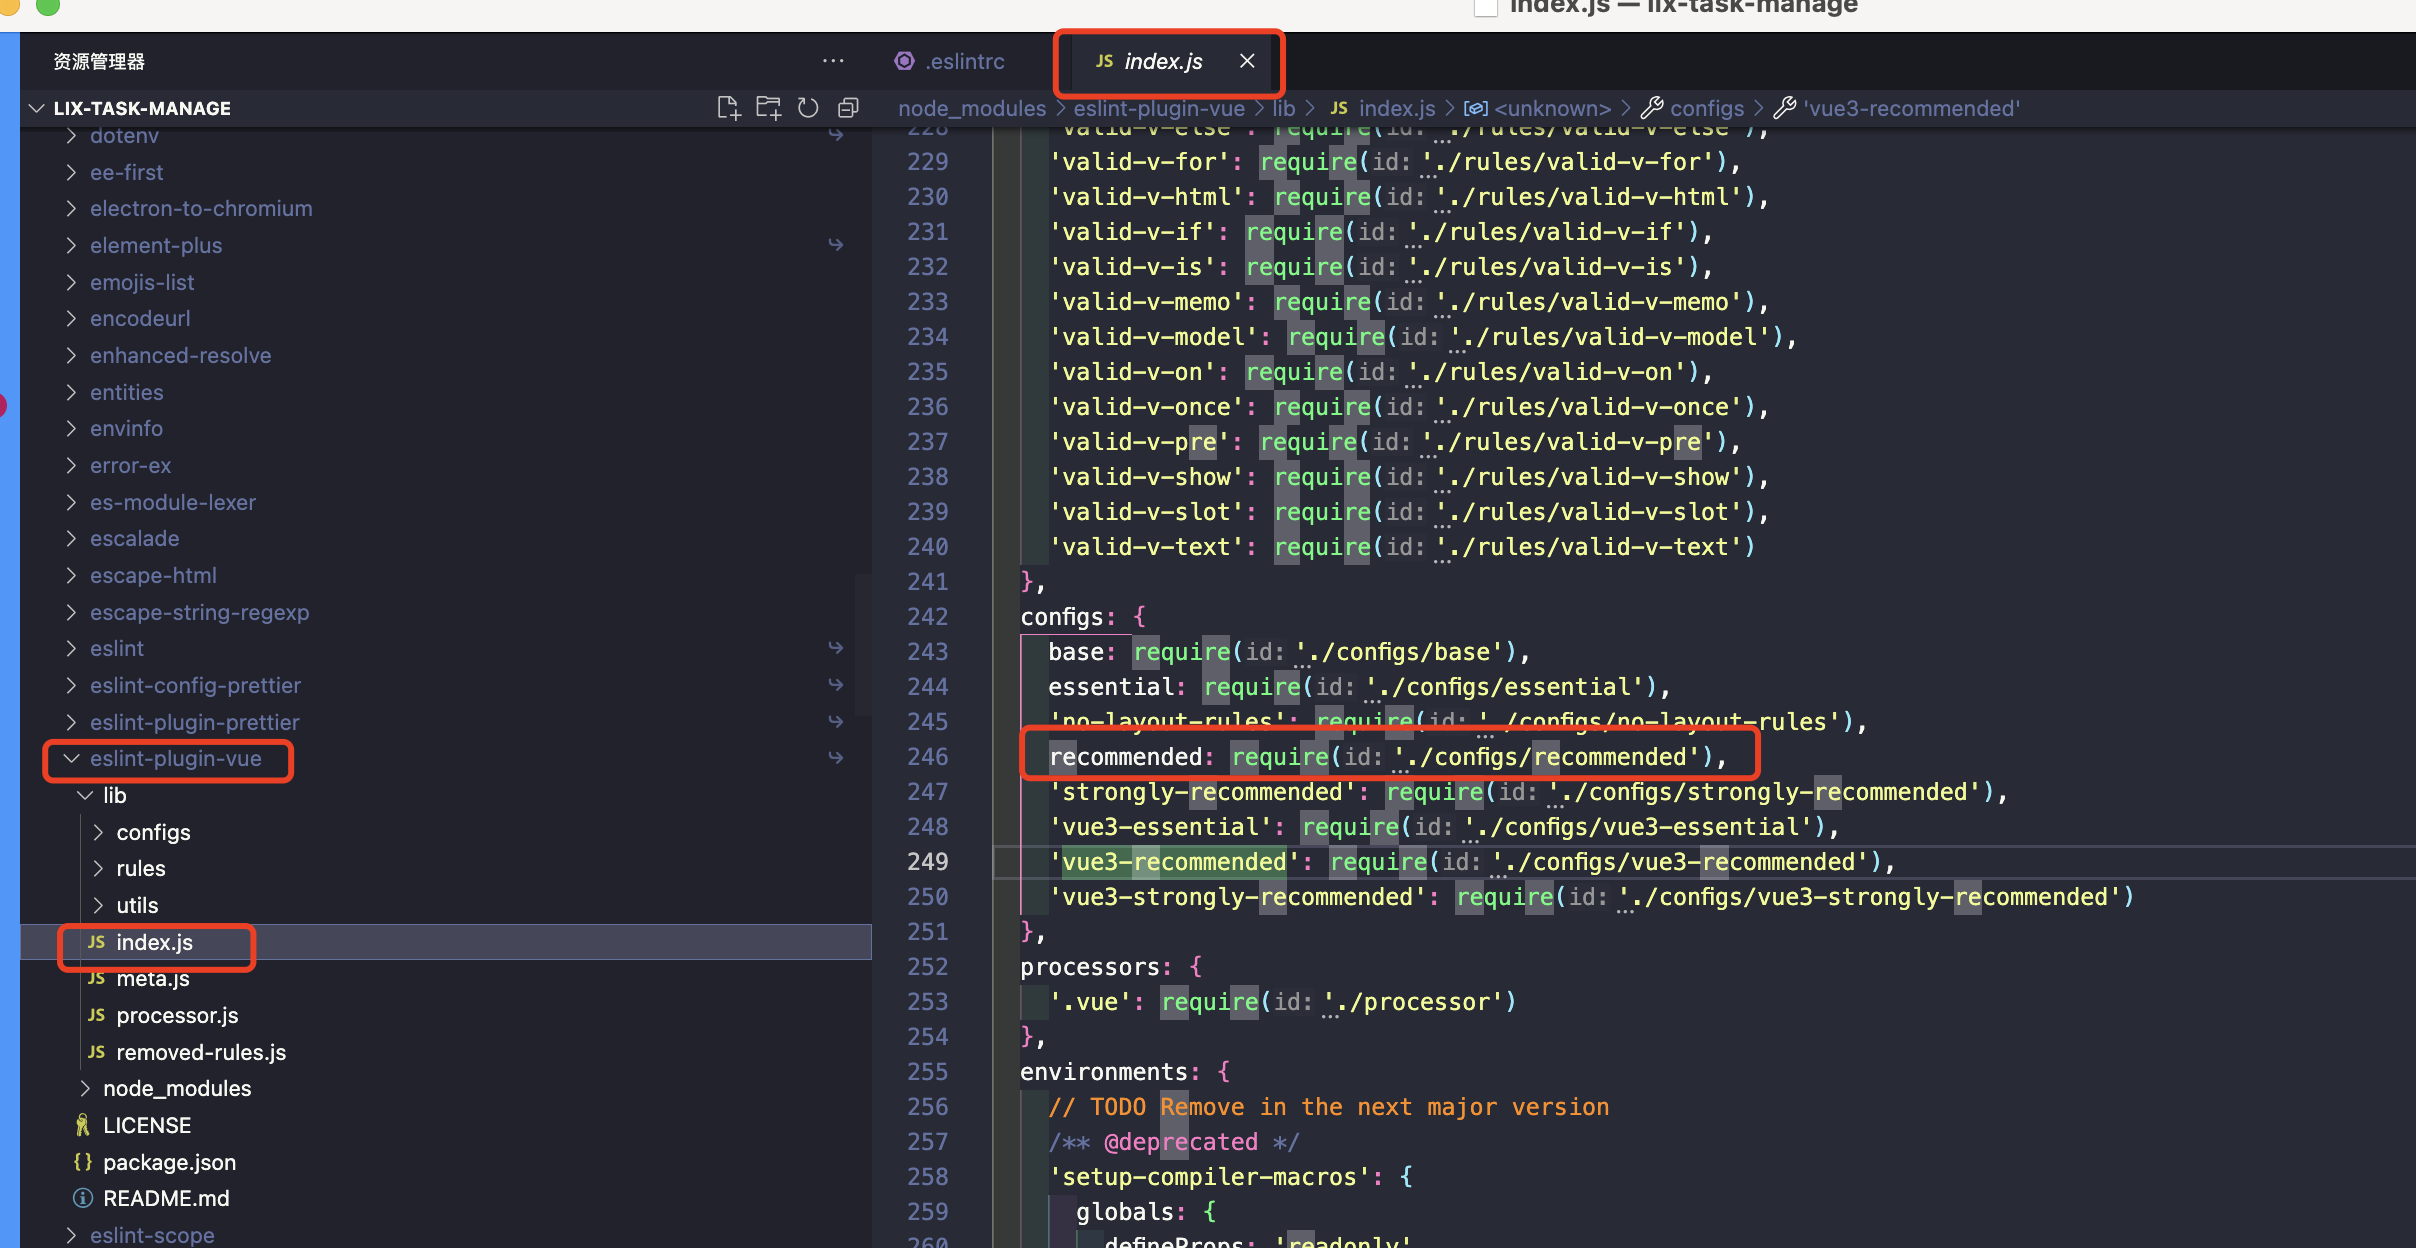 index.js — lix-task-manage
资源管理器
.eslintrc
JS index.js
LIX-TASK-MANAGE
node_modules > eslint-plugin-vue > lib > JS index.js > <unknown> > configs > 'vue3-recommended'
dotenv
ee-first
electron-to-chromium
element-plus
emojis-list
encodeurl
enhanced-resolve
entities
envinfo
error-ex
es-module-lexer
escalade
escape-html
escape-string-regexp
eslint
eslint-config-prettier
eslint-plugin-prettier
eslint-plugin-vue
lib
configs
rules
utils
JS index.js
JS meta.js
JS processor.js
JS removed-rules.js
node_modules
LICENSE
{} package.json
README.md
eslint-scope
228 'valid-v-else': require(id: './rules/valid-v-else'),
229 'valid-v-for': require(id: './rules/valid-v-for'),
230 'valid-v-html': require(id: './rules/valid-v-html'),
231 'valid-v-if': require(id: './rules/valid-v-if'),
232 'valid-v-is': require(id: './rules/valid-v-is'),
233 'valid-v-memo': require(id: './rules/valid-v-memo'),
234 'valid-v-model': require(id: './rules/valid-v-model'),
235 'valid-v-on': require(id: './rules/valid-v-on'),
236 'valid-v-once': require(id: './rules/valid-v-once'),
237 'valid-v-pre': require(id: './rules/valid-v-pre'),
238 'valid-v-show': require(id: './rules/valid-v-show'),
239 'valid-v-slot': require(id: './rules/valid-v-slot'),
240 'valid-v-text': require(id: './rules/valid-v-text')
241 },
242 configs: {
243 base: require(id: './configs/base'),
244 essential: require(id: './configs/essential'),
245 'no-layout-rules': require(id: './configs/no-layout-rules'),
246 recommended: require(id: './configs/recommended'),
247 'strongly-recommended': require(id: './configs/strongly-recommended'),
248 'vue3-essential': require(id: './configs/vue3-essential'),
249 'vue3-recommended': require(id: './configs/vue3-recommended'),
250 'vue3-strongly-recommended': require(id: './configs/vue3-strongly-recommended')
251 },
252 processors: {
253 '.vue': require(id: './processor')
254 },
255 environments: {
256 // TODO Remove in the next major version
257 /** @deprecated */
258 'setup-compiler-macros': {
259 globals: {
260 defineProps: 'readonly'